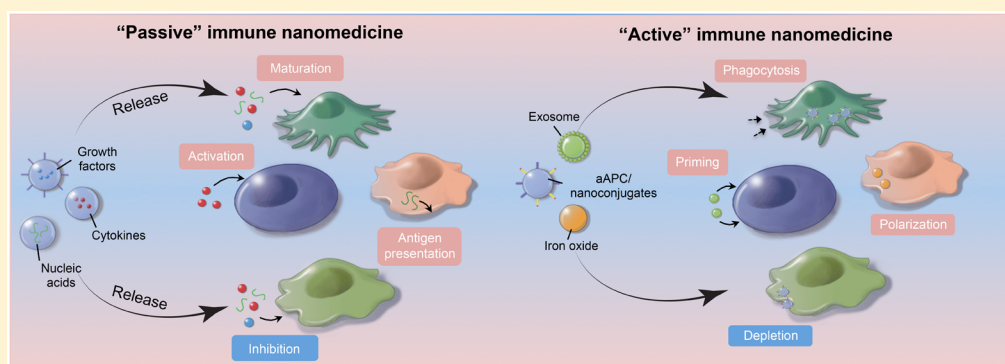 “Passive” immune nanomedicine
Maturation
Release
Activation
Growth
factors
Cytokines
Nucleic
acids
Antigen
presentation
Release
Inhibition
“Active” immune nanomedicine
Phagocytosis
Exosome
Priming
aAPC/
nanoconjugates
Iron oxide
Polarization
Depletion